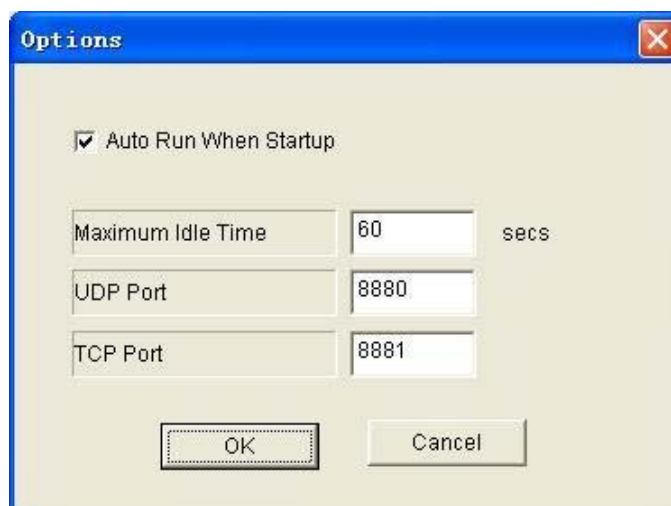 Options
Auto Run When Startup
Maximum Idle Time 60 secs
UDP Port 8880
TCP Port 8881
OK Cancel